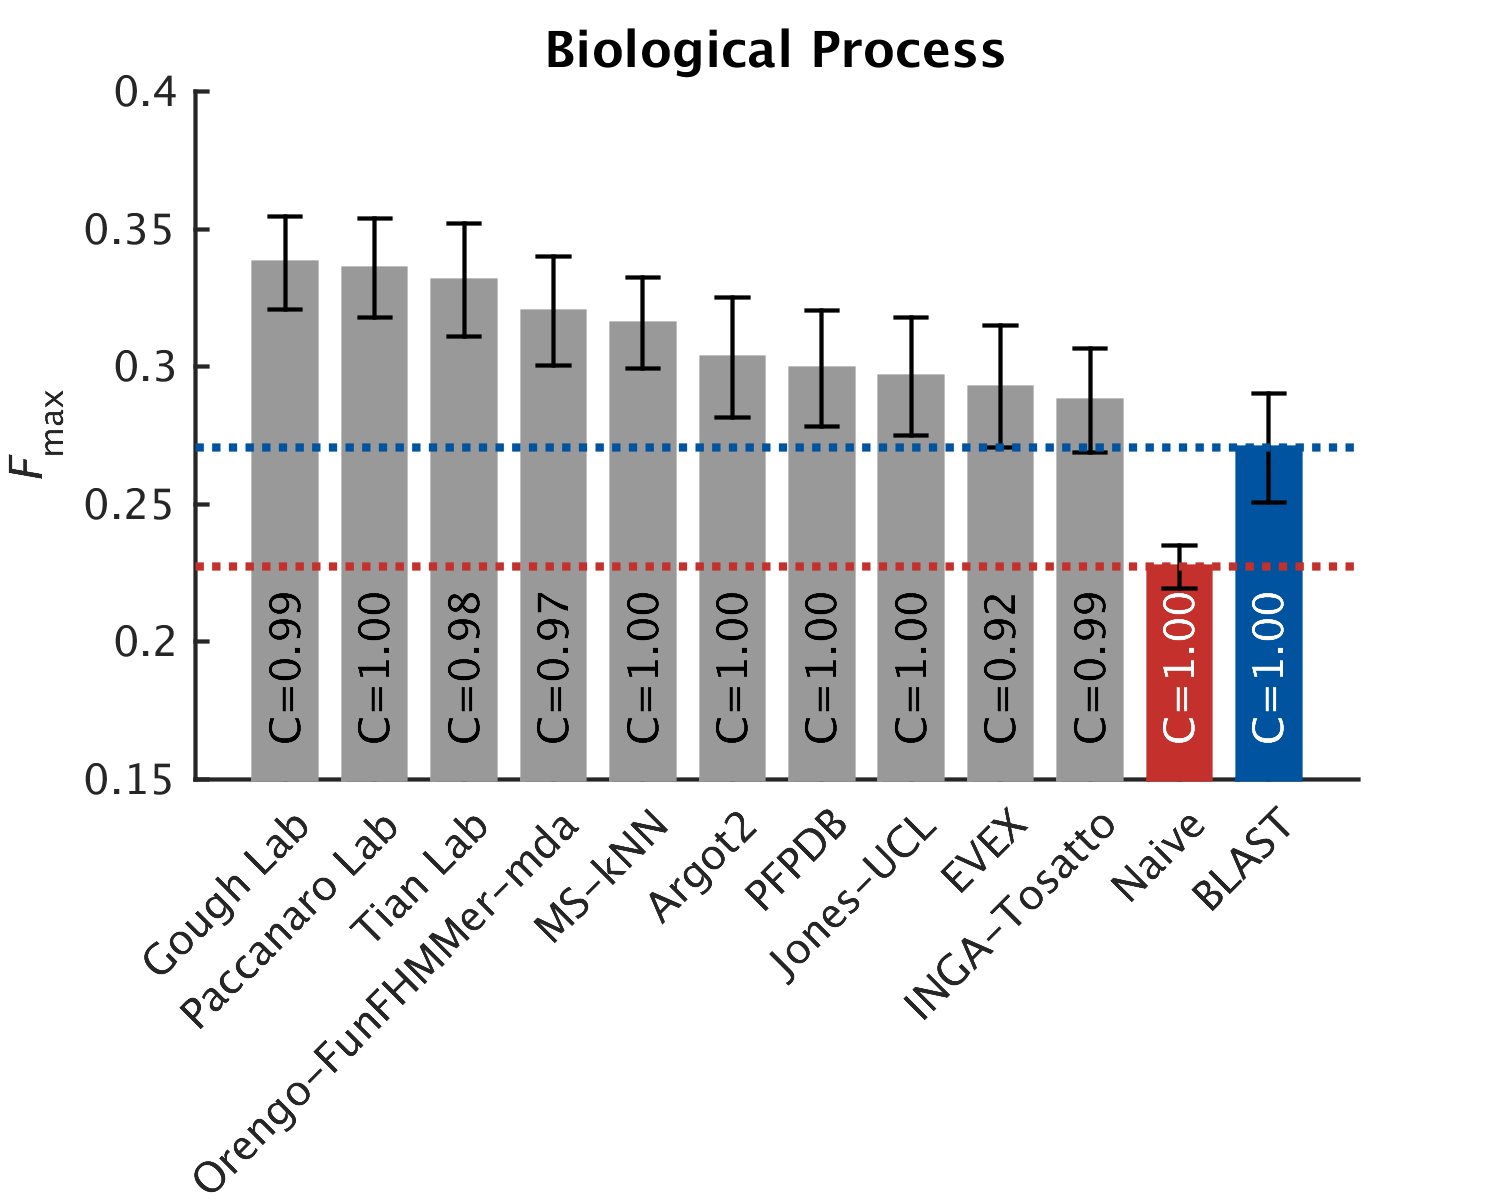 Biological Process
0.4
0.35
0.3
0.25
0.2
0.15
Fmax
C=0.99
C=1.00
C=0.98
C=0.97
C=1.00
C=1.00
C=1.00
C=1.00
C=0.92
C=0.99
C=1.00
C=1.00
Gough Lab
Paccanaro Lab
Tian Lab
Orengo–FunFHMMer–mda
MS–kNN
Argot2
PFPDB
Jones–UCL
EVEX
INGA–Tosatto
Naive
BLAST